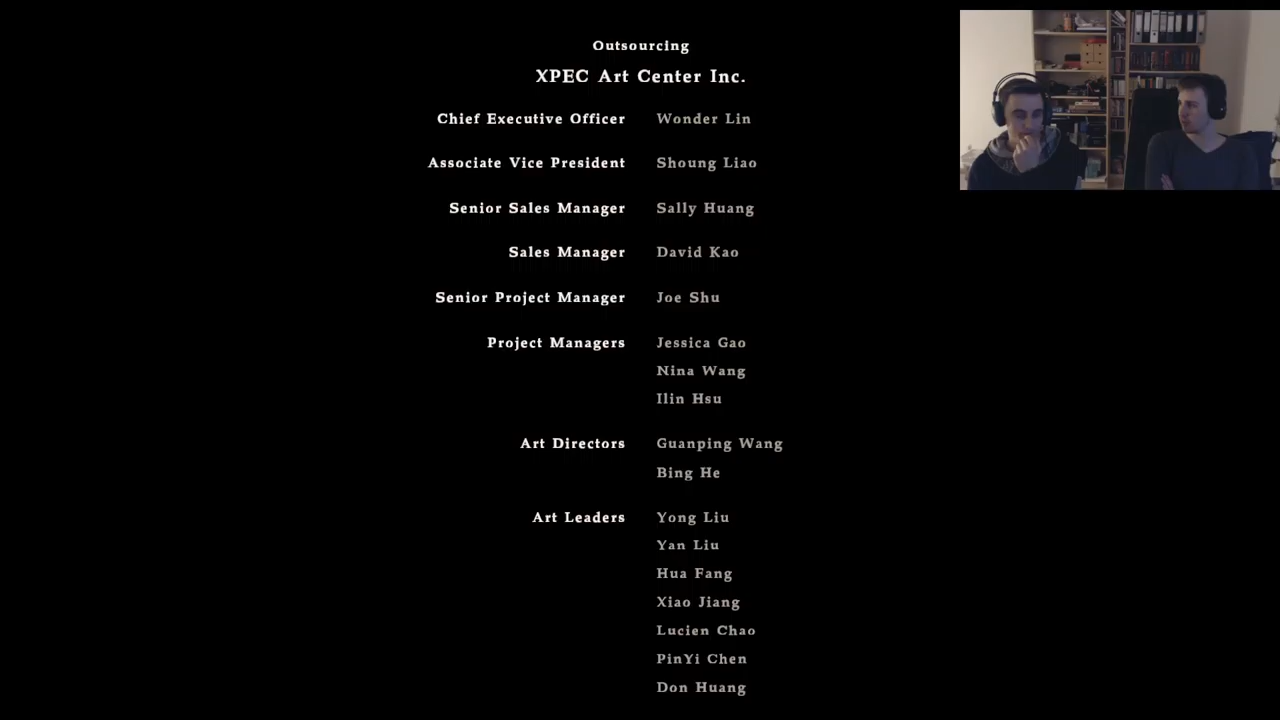 Outsourcing
XPEC Art Center Inc.
Chief Executive Officer Wonder Lin
Associate Vice President Shoung Liao
Senior Sales Manager Sally Huang
Sales Manager David Kao
Senior Project Manager Joe Shu
Project Managers Jessica Gao
Nina Wang
Ilin Hsu
Art Directors Guanping Wang
Bing He
Art Leaders Yong Liu
Yan Liu
Hua Fang
Xiao Jiang
Lucien Chao
PinYi Chen
Don Huang